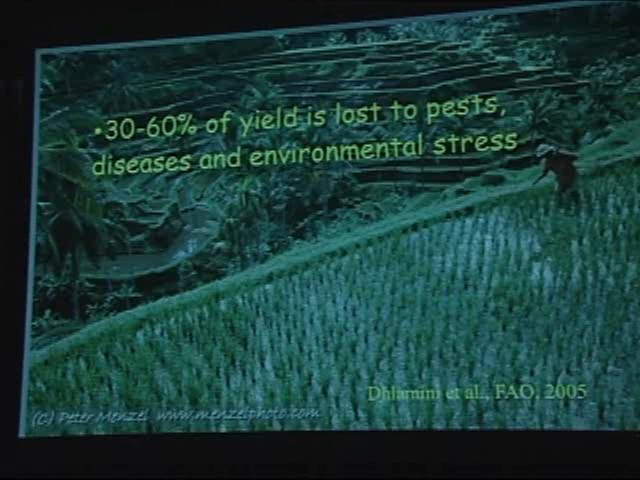 •30-60% of yield is lost to pests,
diseases and environmental stress
Dhlamini et al., FAO, 2005
(C) Peter Menzel www.menzelphoto.com